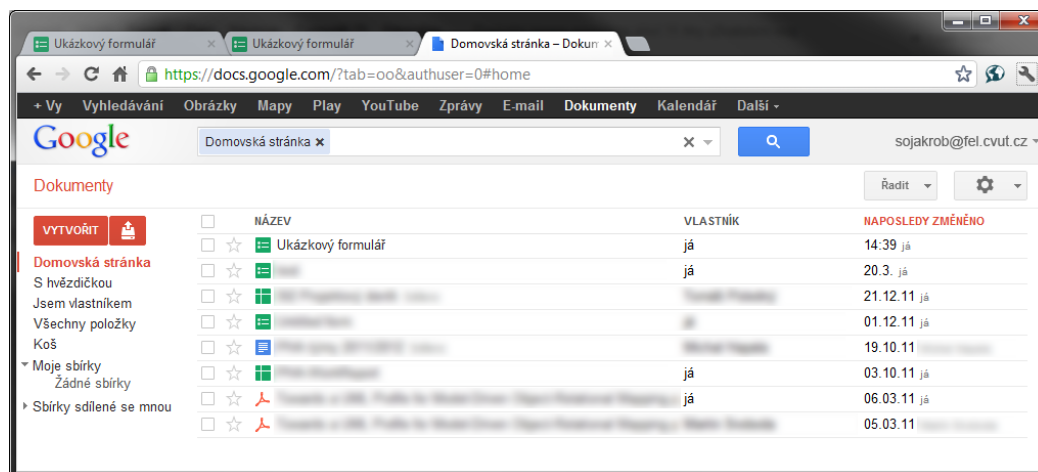 Ukázkový formulář Ukázkový formulář Domovská stránka – Dokum
https://docs.google.com/?tab=oo&authuser=0#home
+ Vy Vyhledávání Obrázky Mapy Play YouTube Zprávy E-mail Dokumenty Kalendář Další
Google Domovská stránka sojakrob@fel.cvut.cz
Dokumenty Řadit
VYTVOŘIT NÁZEV VLASTNÍK NAPOSLEDY ZMĚNĚNO
Ukázkový formulář já 14:39 já
Domovská stránka já 20.3. já
S hvězdičkou
Jsem vlastníkem 21.12.11 já
Všechny položky 01.12.11 já
Koš 19.10.11
Moje sbírky já 03.10.11 já
Žádné sbírky
Sbírky sdílené se mnou já 06.03.11 já
05.03.11